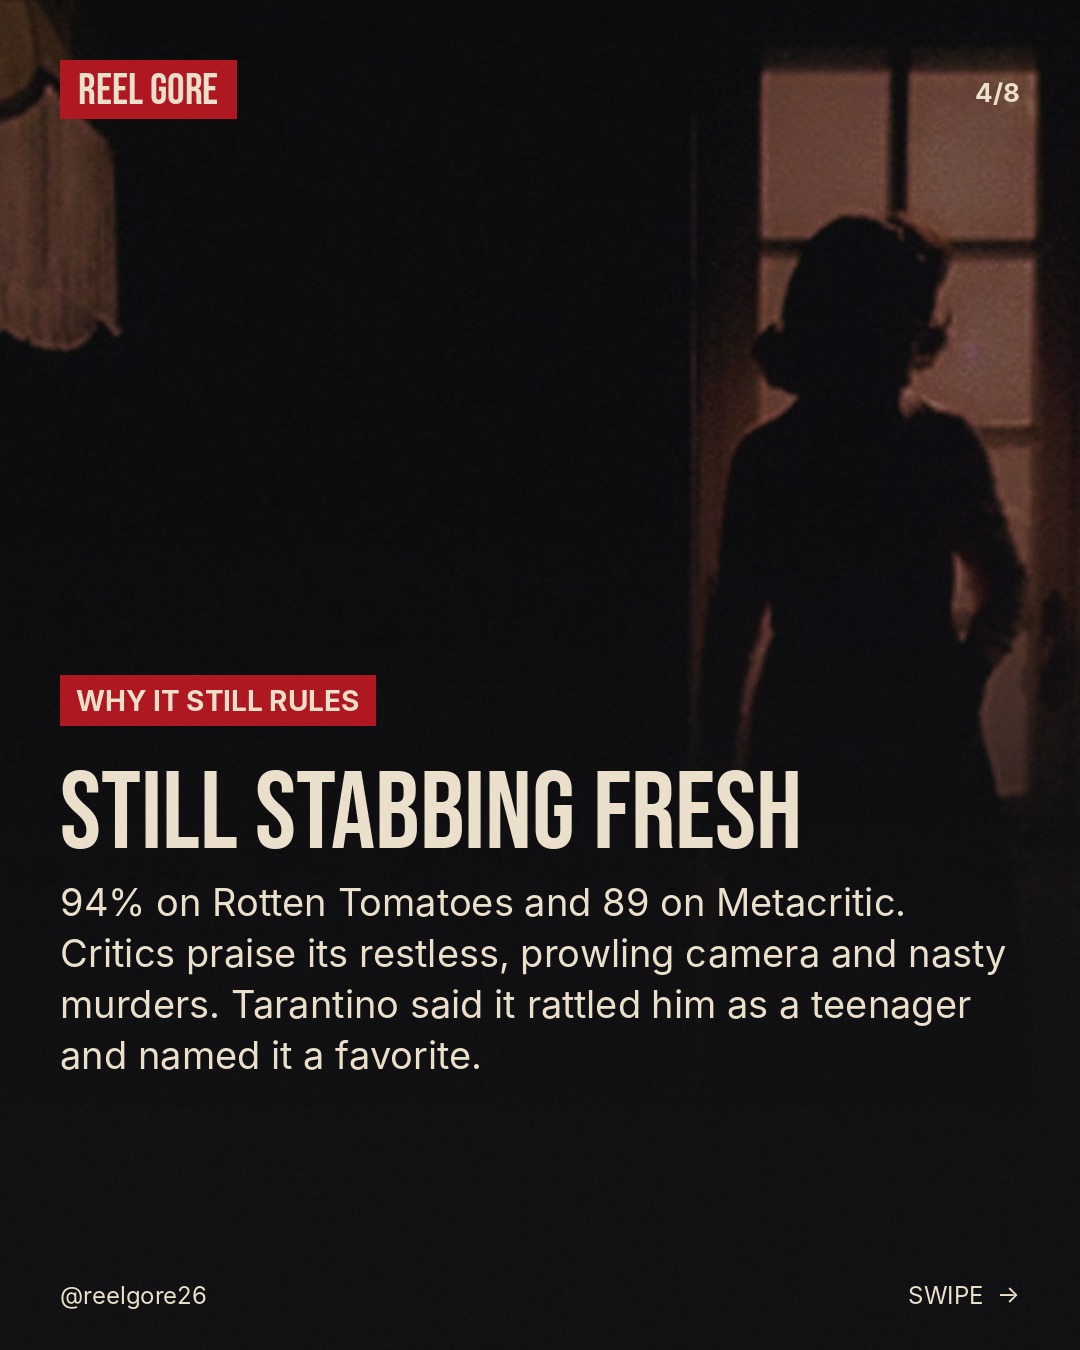 REEL GORE
4/8
WHY IT STILL RULES
STILL STABBING FRESH
94% on Rotten Tomatoes and 89 on Metacritic.
Critics praise its restless, prowling camera and nasty
murders. Tarantino said it rattled him as a teenager
and named it a favorite.
@reelgore26
SWIPE →